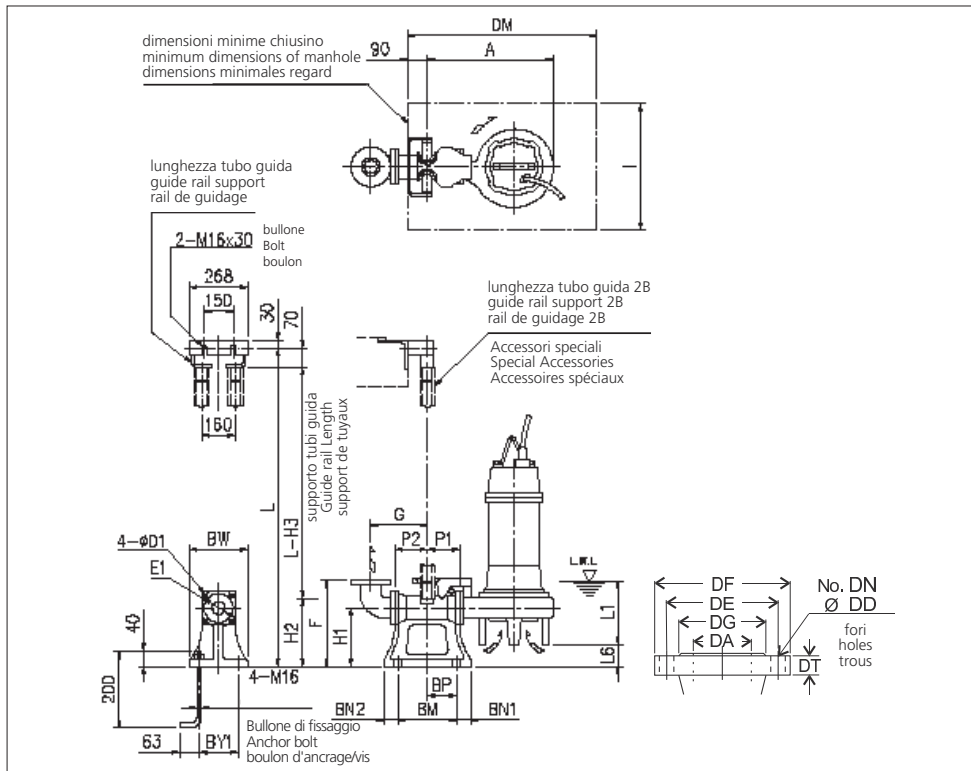 DM
dimensioni minime chiusino
minimum dimensions of manhole
dimensions minimales regard
90
A
I
lunghezza tubo guida
guide rail support
rail de guidage
2-M16x30
bullone
Bolt
boulon
268
150
30
70
160
lunghezza tubo guida 2B
guide rail support 2B
rail de guidage 2B
Accessori speciali
Special Accessories
Accessoires spéciaux
supporto tubi guida
Guide rail Length
support de tuyaux
L
L-H3
G
P2
P1
4-øD1
BW
E1
L.W.L
F
H1
H2
L1
L6
40
200
4-M16
BP
BN2
BM
BN1
63
BY1
Bullone di fissaggio
Anchor bolt
boulon d'ancrage/vis
DF
DE
DG
DA
No. DN
Ø DD
fori
holes
trous
DT